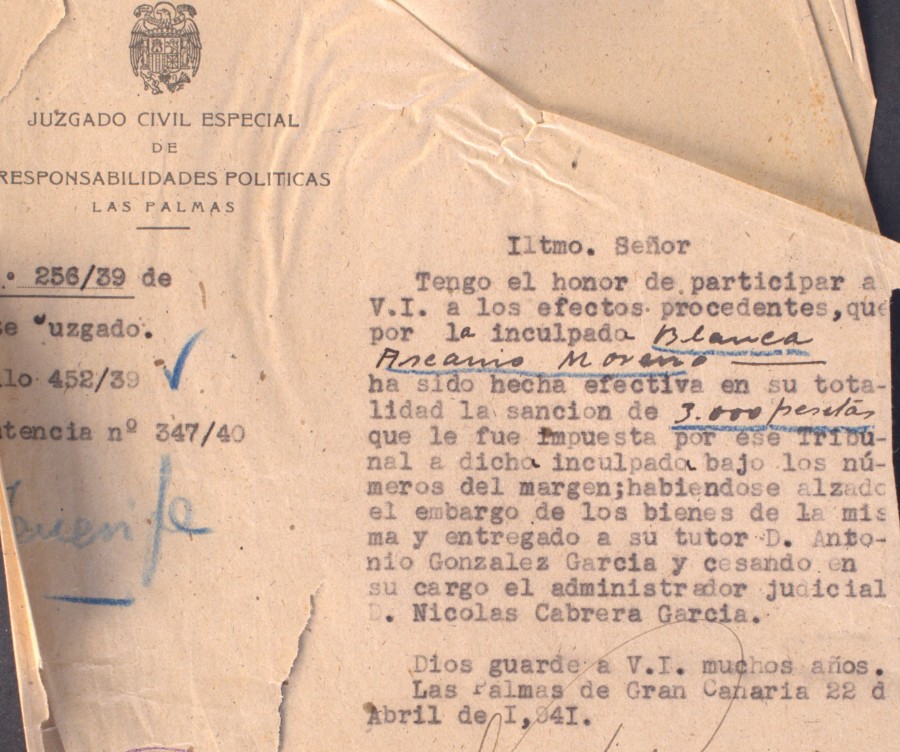 JUZGADO CIVIL ESPECIAL
DE
RESPONSABILIDADES POLITICAS
LAS PALMAS
256/39 de
uzgado.
llo 452/39
tencia nº 347/40
Tenerife
Iltmo. Señor
Tengo el honor de participar a
V.I. a los efectos procedentes, que
por la inculpada Blanca
Ascanio Moreno
ha sido hecha efectiva en su tota-
lidad la sancion de 3.000 pesetas
que le fue impuesta por ese Tribu-
nal a dicha inculpada bajo los nú-
meros del margen;habiendose alzado
el embargo de los bienes de la mis
ma y entregado a su tutor D. Anto-
nio Gonzalez Garcia y cesando en
su cargo el administrador judicial
D. Nicolas Cabrera Garcia.
Dios guarde a V.I. muchos años.
Las Palmas de Gran Canaria 22 d
Abril de I,94I.